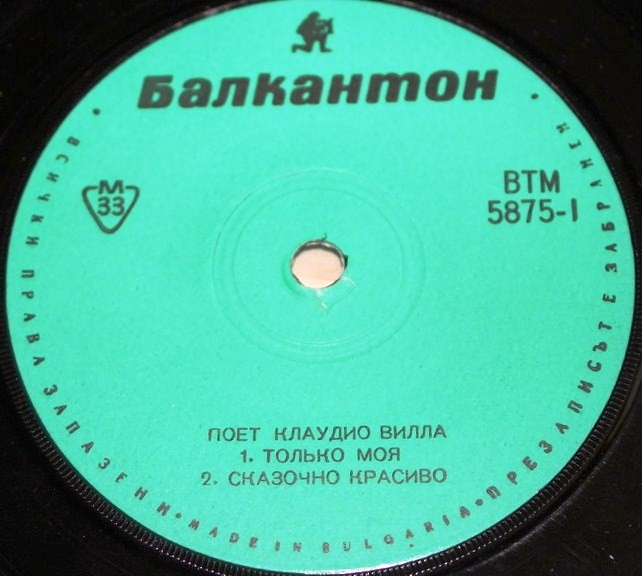 Балкантон
M
33
ВТМ
5875-I
ПОЕТ КЛАУДИО ВИЛЛА
1. ТОЛЬКО МОЯ
2. СКАЗОЧНО КРАСИВО
ВСИЧКИ ПРАВА ЗАПАЗЕНИ • MADE IN BULGARIA • ПРЕЗАПИСЪТ Е ЗАБРАНЕН